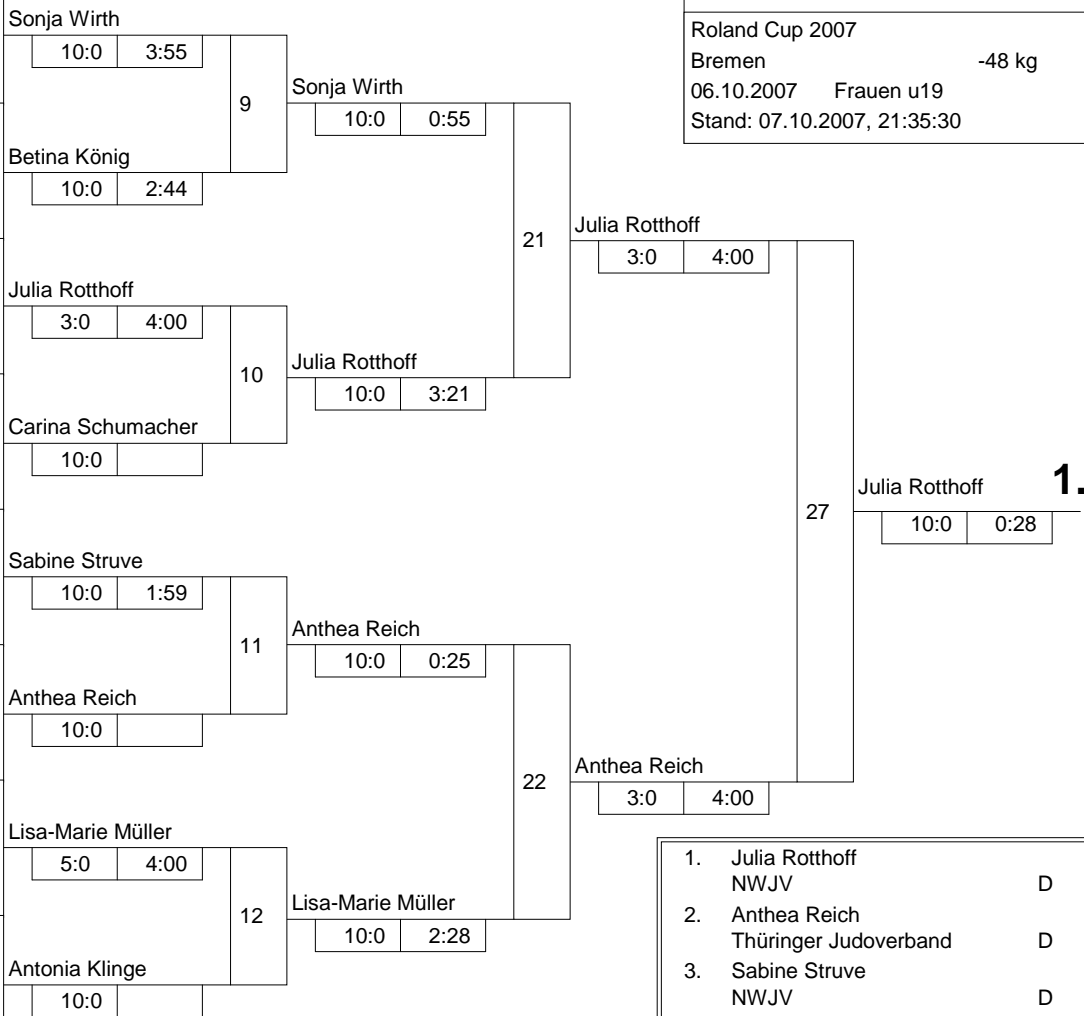 Sonja Wirth
10:0 3:55
9
Betina König
10:0 2:44
Julia Rotthoff
3:0 4:00
10
Carina Schumacher
10:0
Sabine Struve
10:0 1:59
11
Anthea Reich
10:0
Lisa-Marie Müller
5:0 4:00
12
Antonia Klinge
10:0
Sonja Wirth
10:0 0:55
21
Julia Rotthoff
10:0 3:21
Anthea Reich
10:0 0:25
22
Lisa-Marie Müller
10:0 2:28
Julia Rotthoff
3:0 4:00
27
Anthea Reich
3:0 4:00
Julia Rotthoff 1.
10:0 0:28
Roland Cup 2007
Bremen -48 kg
06.10.2007 Frauen u19
Stand: 07.10.2007, 21:35:30
1. Julia Rotthoff
NWJV D
2. Anthea Reich
Thüringer Judoverband D
3. Sabine Struve
NWJV D